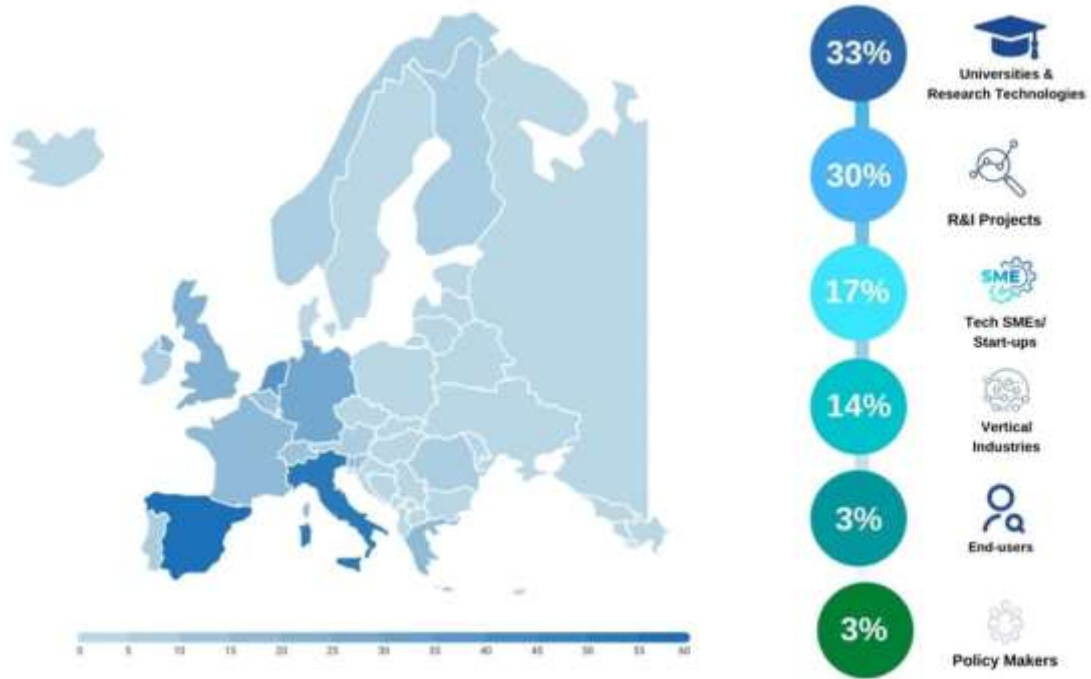 33%
Universities &
Research Technologies
30%
R&I Projects
17%
SME
Tech SMEs/
Start-ups
14%
Vertical
Industries
3%
End-users
3%
Policy Makers
0 5 10 15 20 25 30 35 40 45 50 55 60